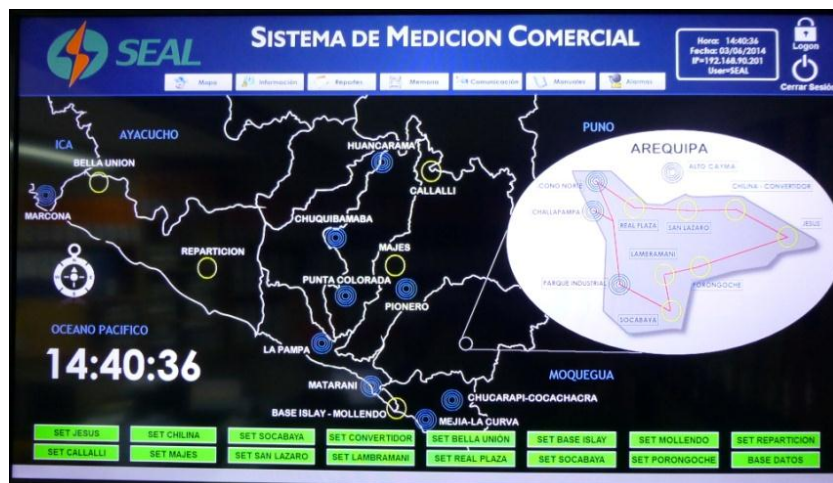 SEAL
SISTEMA DE MEDICION COMERCIAL
Hora: 14:40:36
Fecha: 03/06/2014
IP=192.168.90.201
User=SEAL
Logon
Cerrar Sesión
Mapa
Información
Reportes
Memoria
Comunicación
Manuales
Alarmas
ICA
AYACUCHO
PUNO
BELLA UNION
MARCONA
HUANCARAMA
CALLALLI
CHUQUIBAMBA
REPARTICION
MAJES
PUNTA COLORADA
PIONERO
OCEANO PACIFICO
14:40:36
LA PAMPA
MATARANI
BASE ISLAY - MOLLENDO
CHUCARAPI-COCACHACRA
MEJIA-LA CURVA
MOQUEGUA
AREQUIPA
ALTO CAYMA
CONO NORTE
CHILINA - CONVERTIDOR
CHALLAPAMPA
REAL PLAZA
SAN LAZARO
JESUS
LAMBRAMANI
PORONGOCHE
PARQUE INDUSTRIAL
SOCABAYA
SET JESUS
SET CHILINA
SET SOCABAYA
SET CONVERTIDOR
SET BELLA UNIÓN
SET BASE ISLAY
SET MOLLENDO
SET REPARTICION
SET CALLALLI
SET MAJES
SET SAN LAZARO
SET LAMBRAMANI
SET REAL PLAZA
SET SOCABAYA
SET PORONGOCHE
BASE DATOS